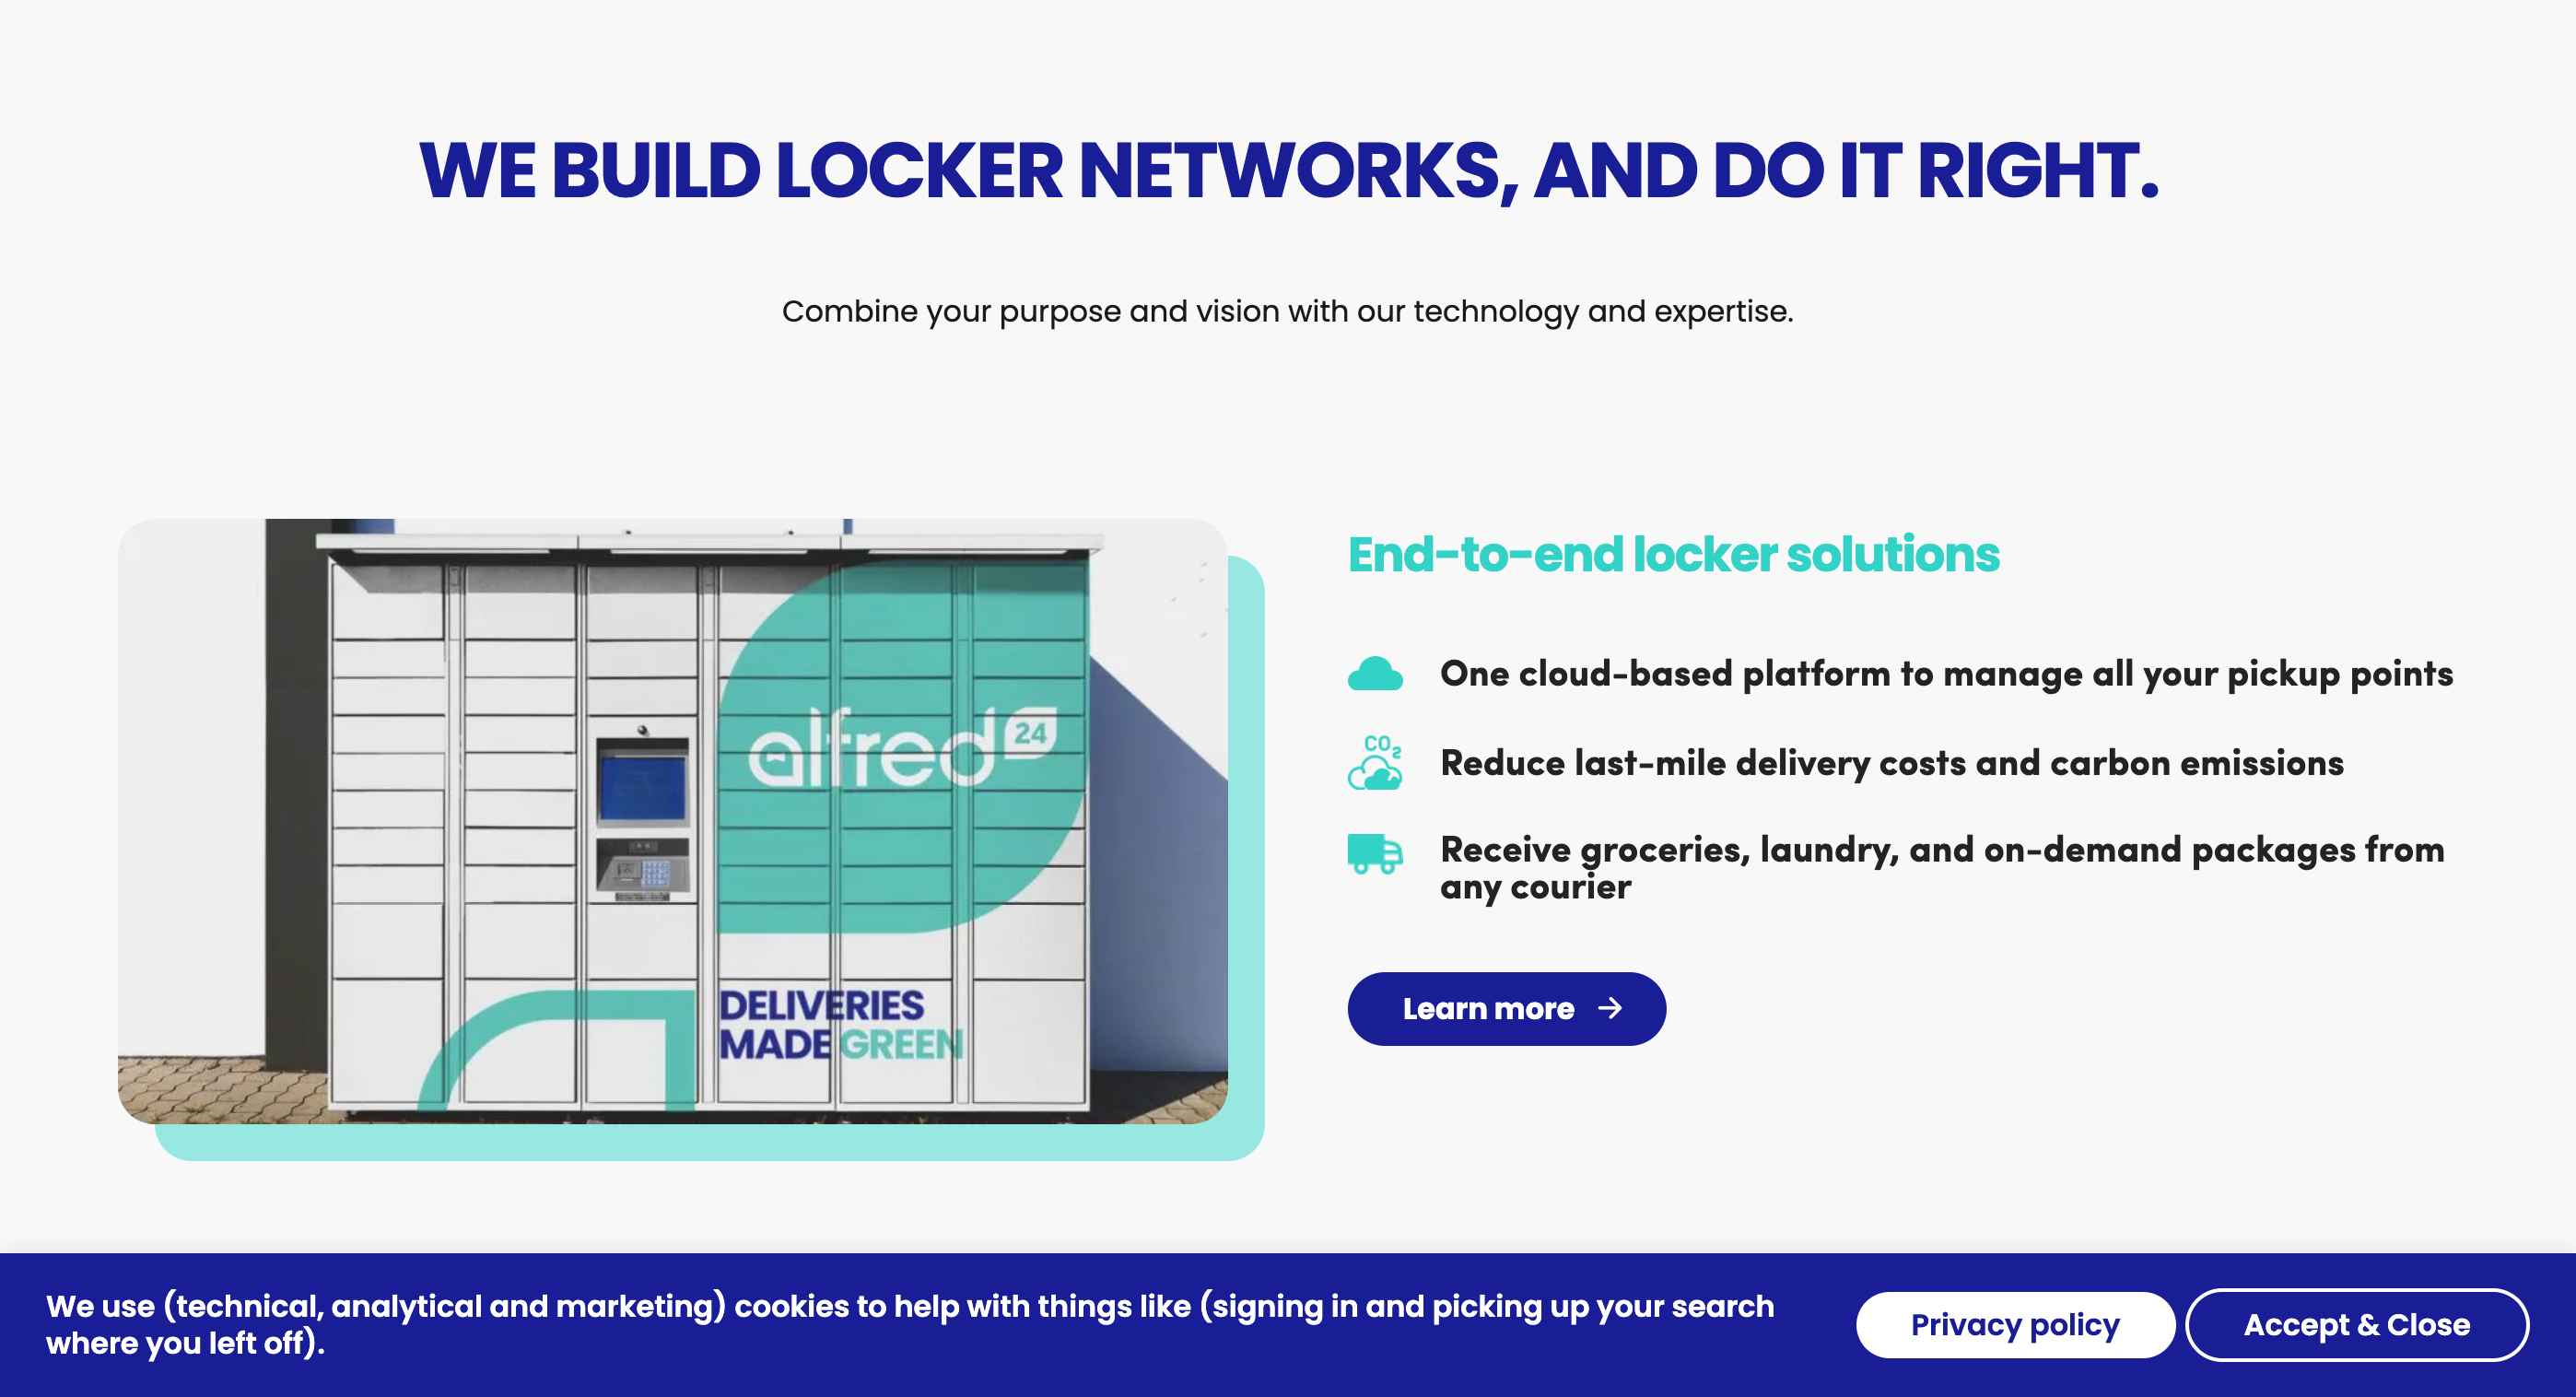 WE BUILD LOCKER NETWORKS, AND DO IT RIGHT.
Combine your purpose and vision with our technology and expertise.
alfred 24
DELIVERIES
MADE GREEN
End-to-end locker solutions
One cloud-based platform to manage all your pickup points
CO₂
Reduce last-mile delivery costs and carbon emissions
Receive groceries, laundry, and on-demand packages from
any courier
Learn more →
We use (technical, analytical and marketing) cookies to help with things like (signing in and picking up your search
where you left off).
Privacy policy
Accept & Close